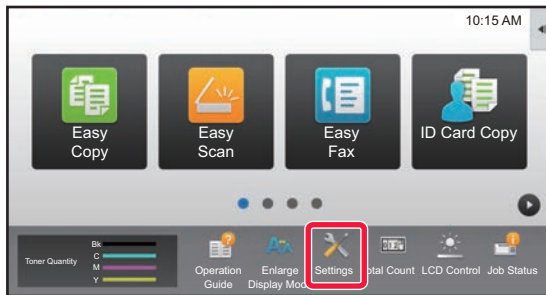 10:15 AM
Easy
Copy
Easy
Scan
Easy
Fax
ID Card Copy
Toner Quantity
Bk
C
M
Y
Operation
Guide
Enlarge
Display Mod
Settings
otal Count
LCD Control
Job Status